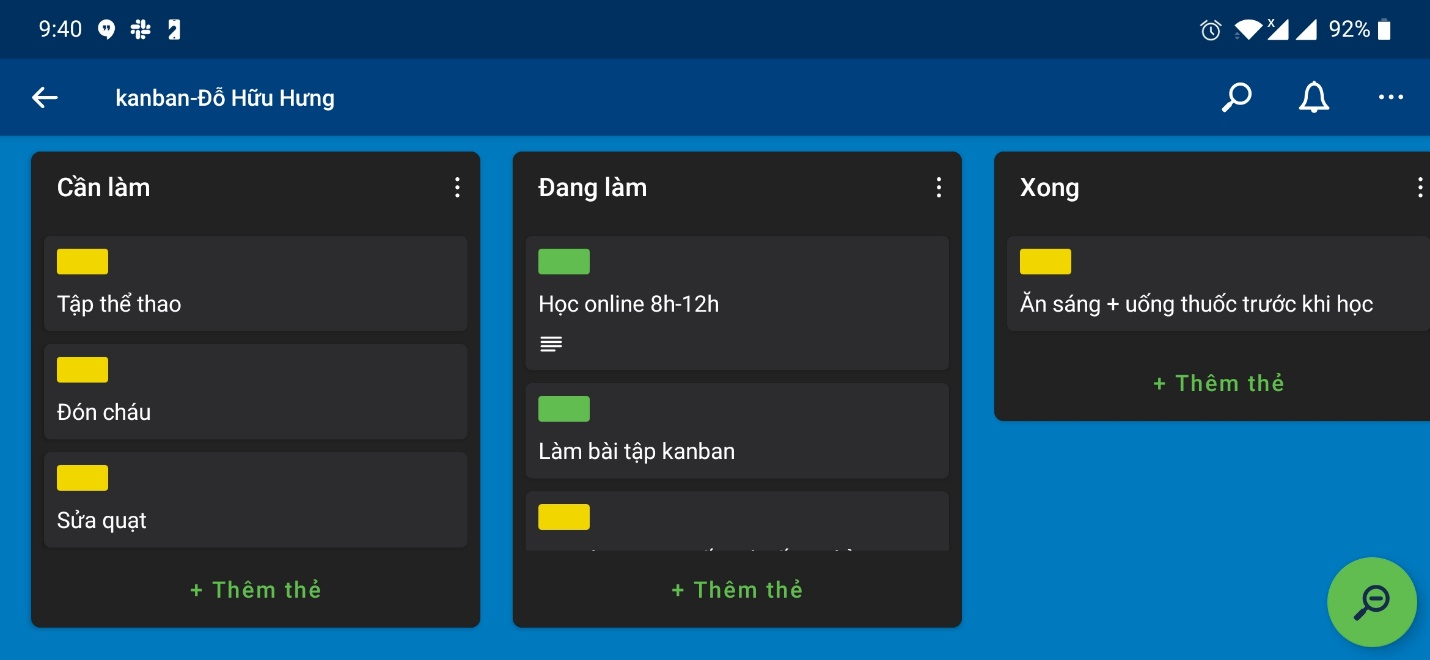 9:40
x
92%
kanban-Đỗ Hữu Hưng
Cần làm
Tập thể thao
Đón cháu
Sửa quạt
+ Thêm thẻ
Đang làm
Học online 8h-12h
Làm bài tập kanban
+ Thêm thẻ
Xong
Ăn sáng + uống thuốc trước khi học
+ Thêm thẻ